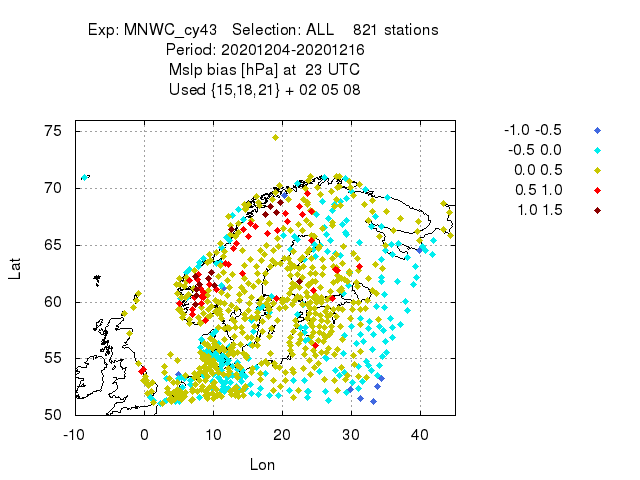 Exp: MNWC_cy43   Selection: ALL    821 stations
Period: 20201204-20201216
Mslp bias [hPa] at  23 UTC
Used {15,18,21} + 02 05 08
-1.0 -0.5
-0.5 0.0
0.0 0.5
0.5 1.0
1.0 1.5
75
70
65
60
55
50
Lat
-10 0 10 20 30 40
Lon